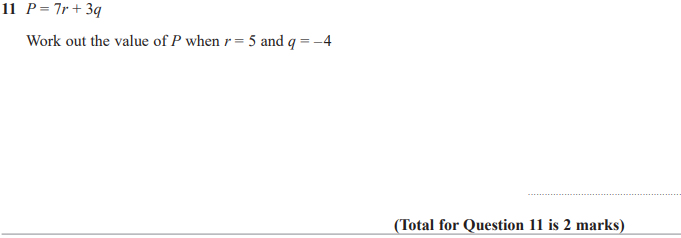 11 P = 7r + 3q
Work out the value of P when r = 5 and q = –4
(Total for Question 11 is 2 marks)